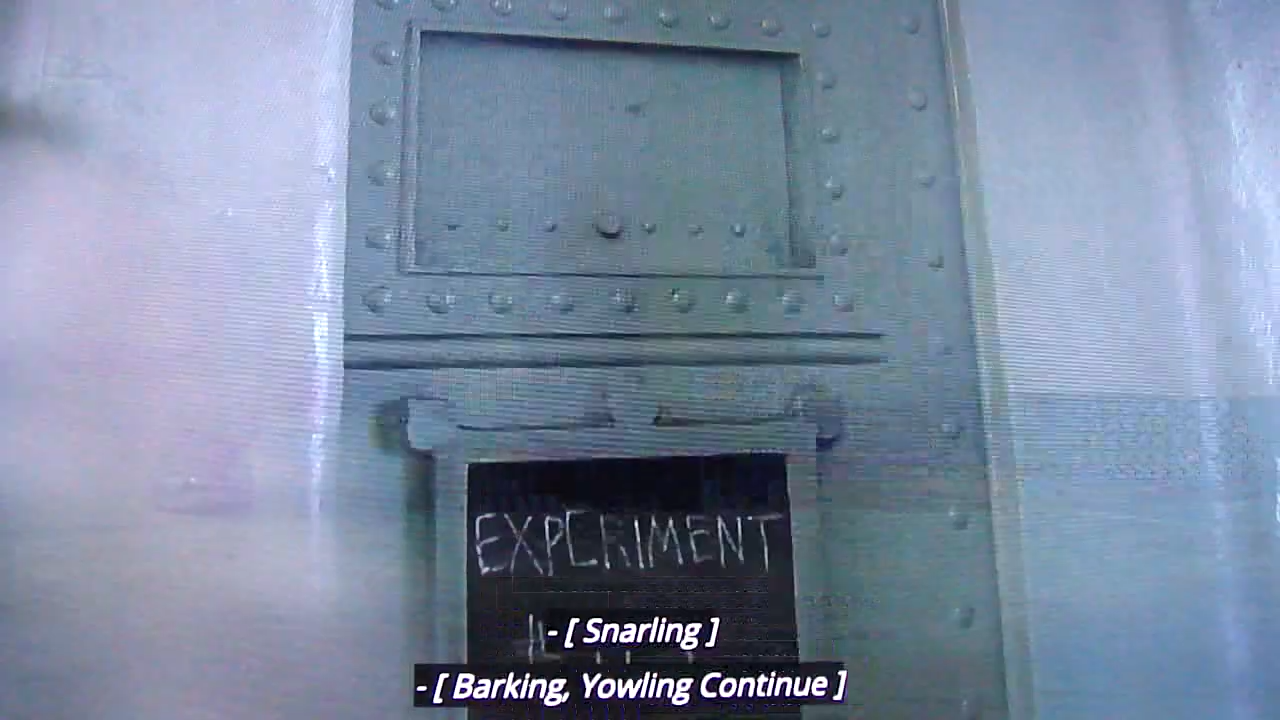 EXPERIMENT
- [ Snarling ]
- [ Barking, Yowling Continue ]